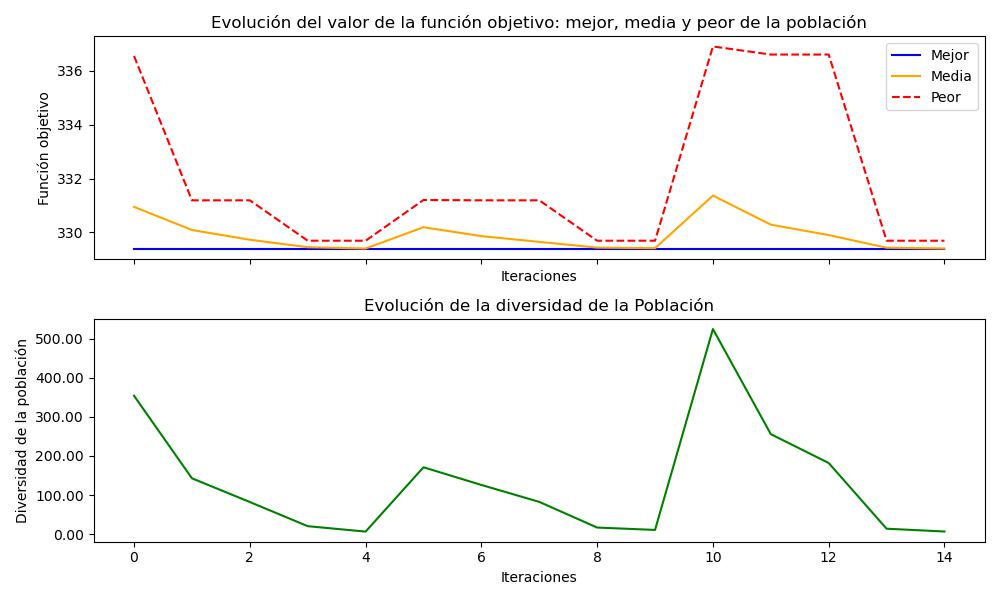 Evolución del valor de la función objetivo: mejor, media y peor de la población
Función objetivo
336
334
332
330
Mejor
Media
Peor
Iteraciones
Evolución de la diversidad de la Población
Diversidad de la población
500.00
400.00
300.00
200.00
100.00
0.00
0 2 4 6 8 10 12 14
Iteraciones